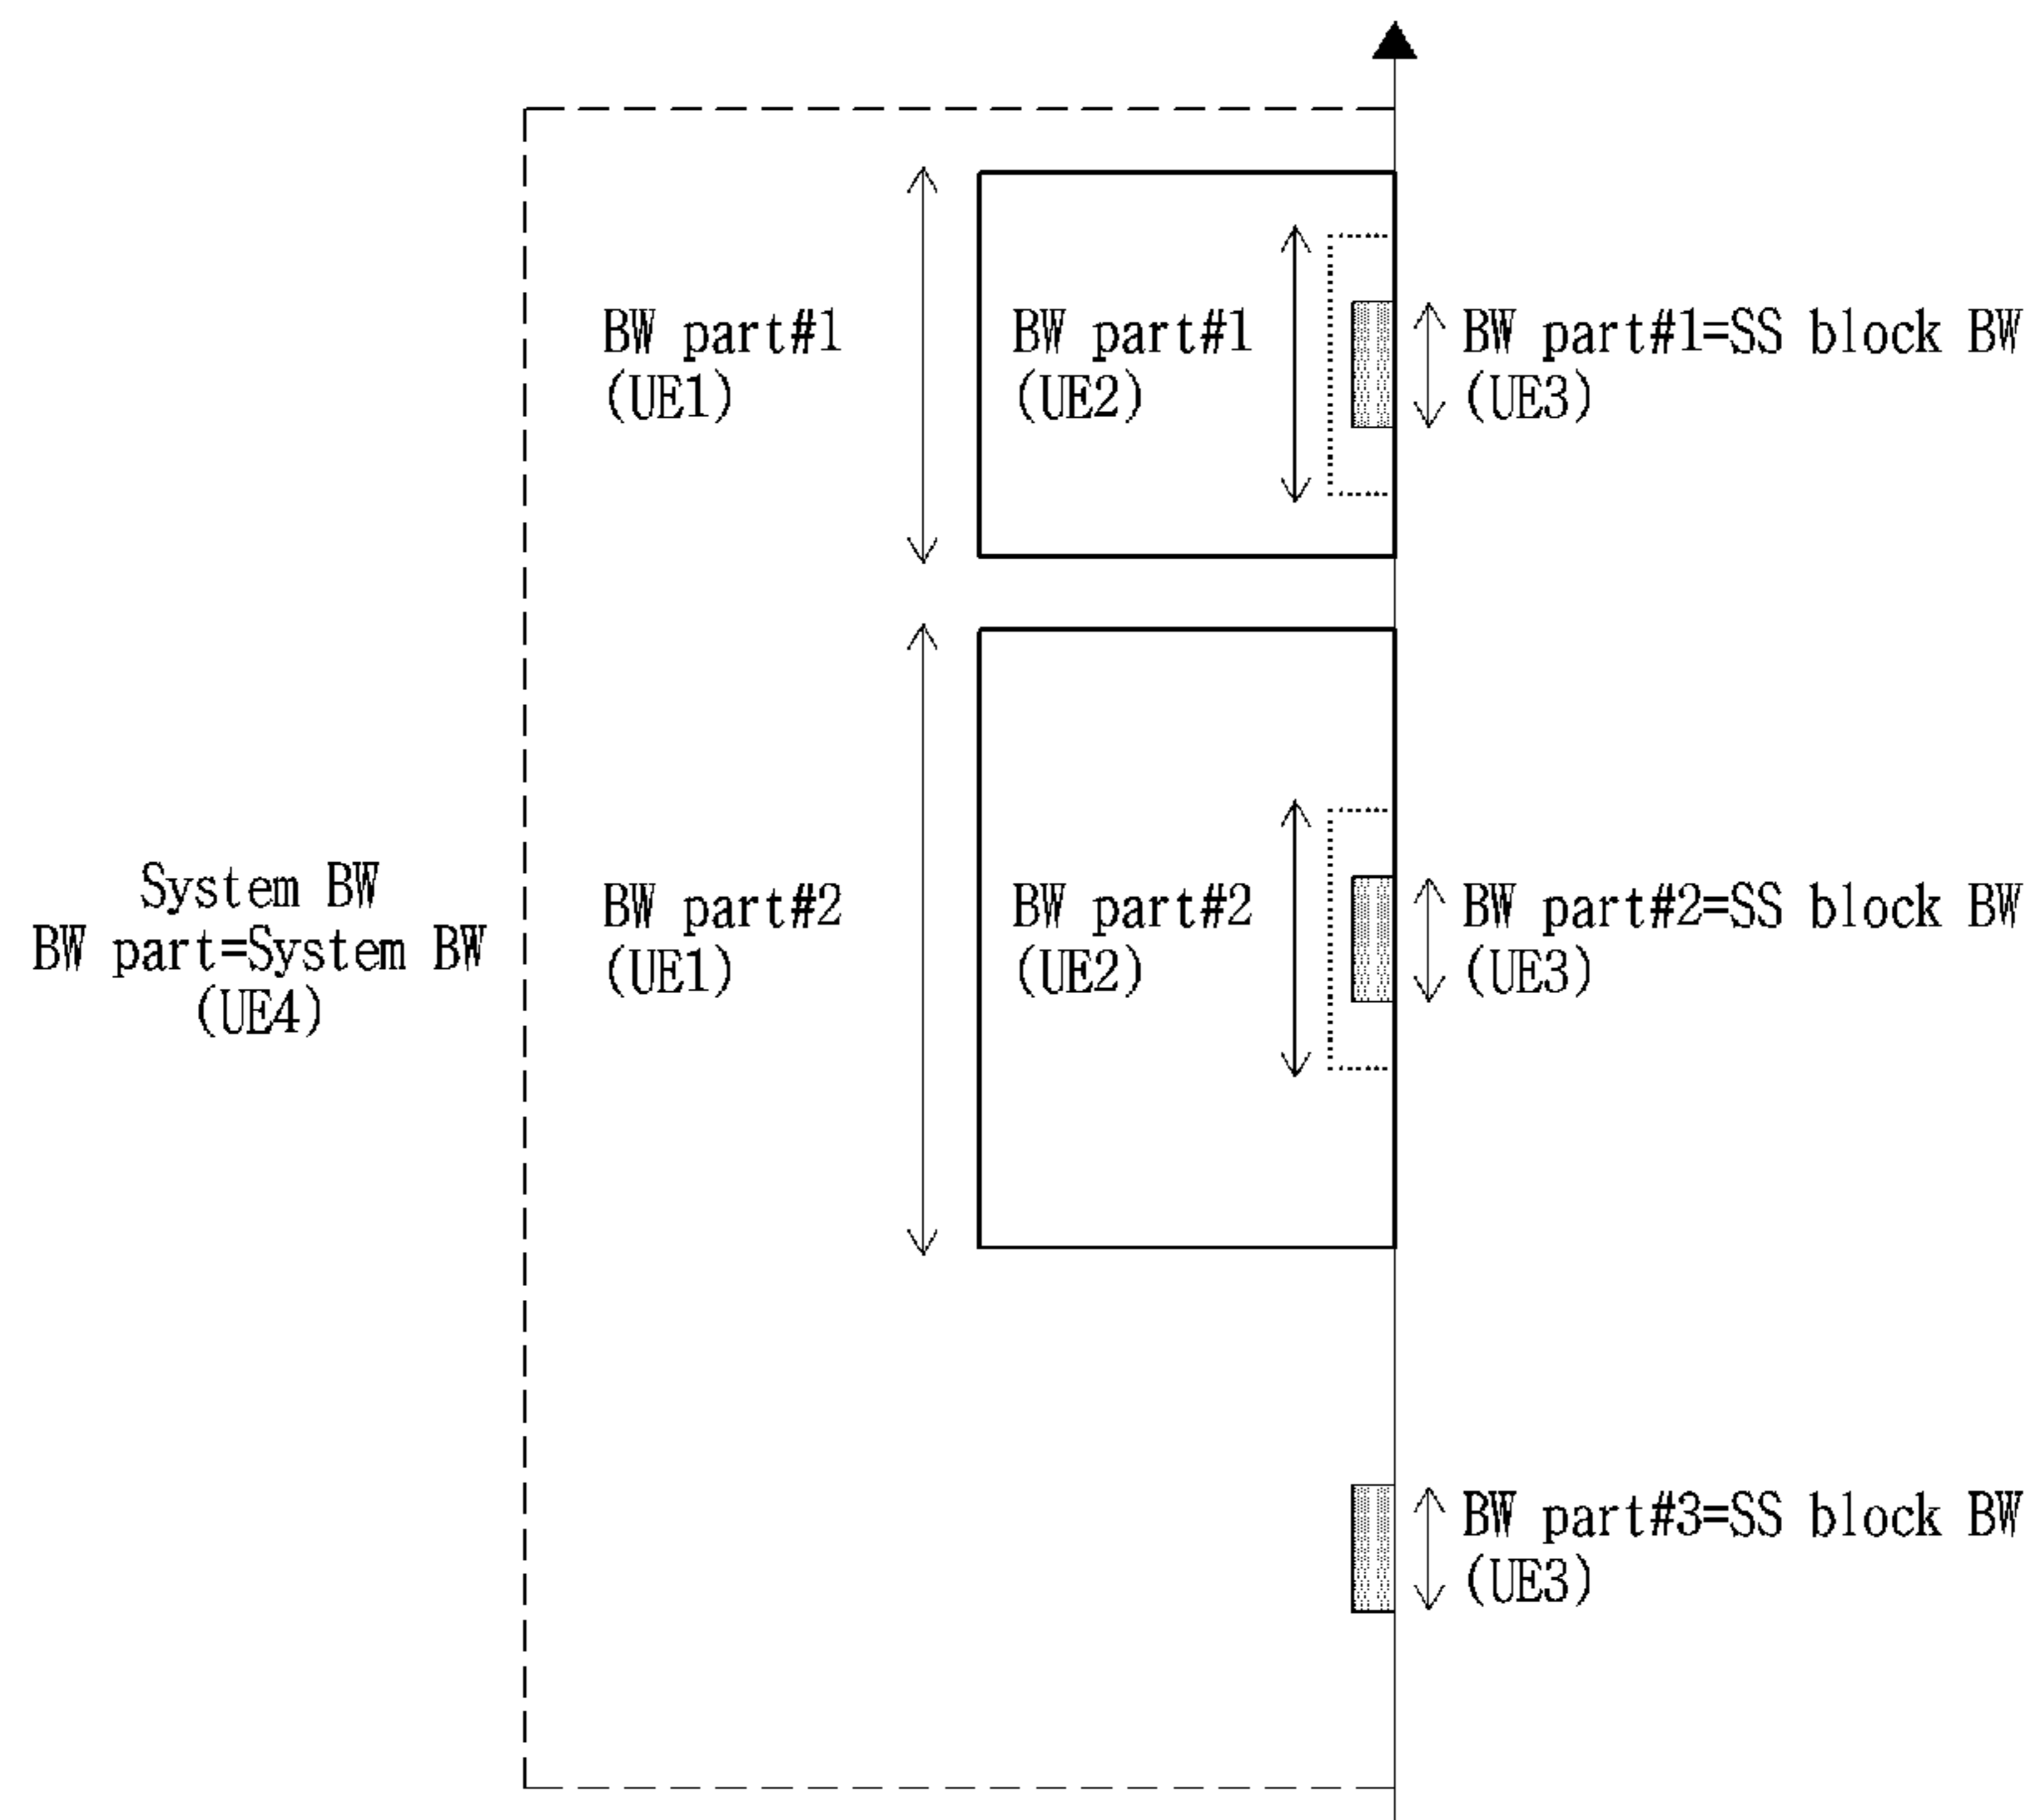 BW part#1
(UE1)
BW part#1
(UE2)
BW part#1=SS block BW
(UE3)
System BW
BW part=System BW
(UE4)
BW part#2
(UE1)
BW part#2
(UE2)
BW part#2=SS block BW
(UE3)
BW part#3=SS block BW
(UE3)